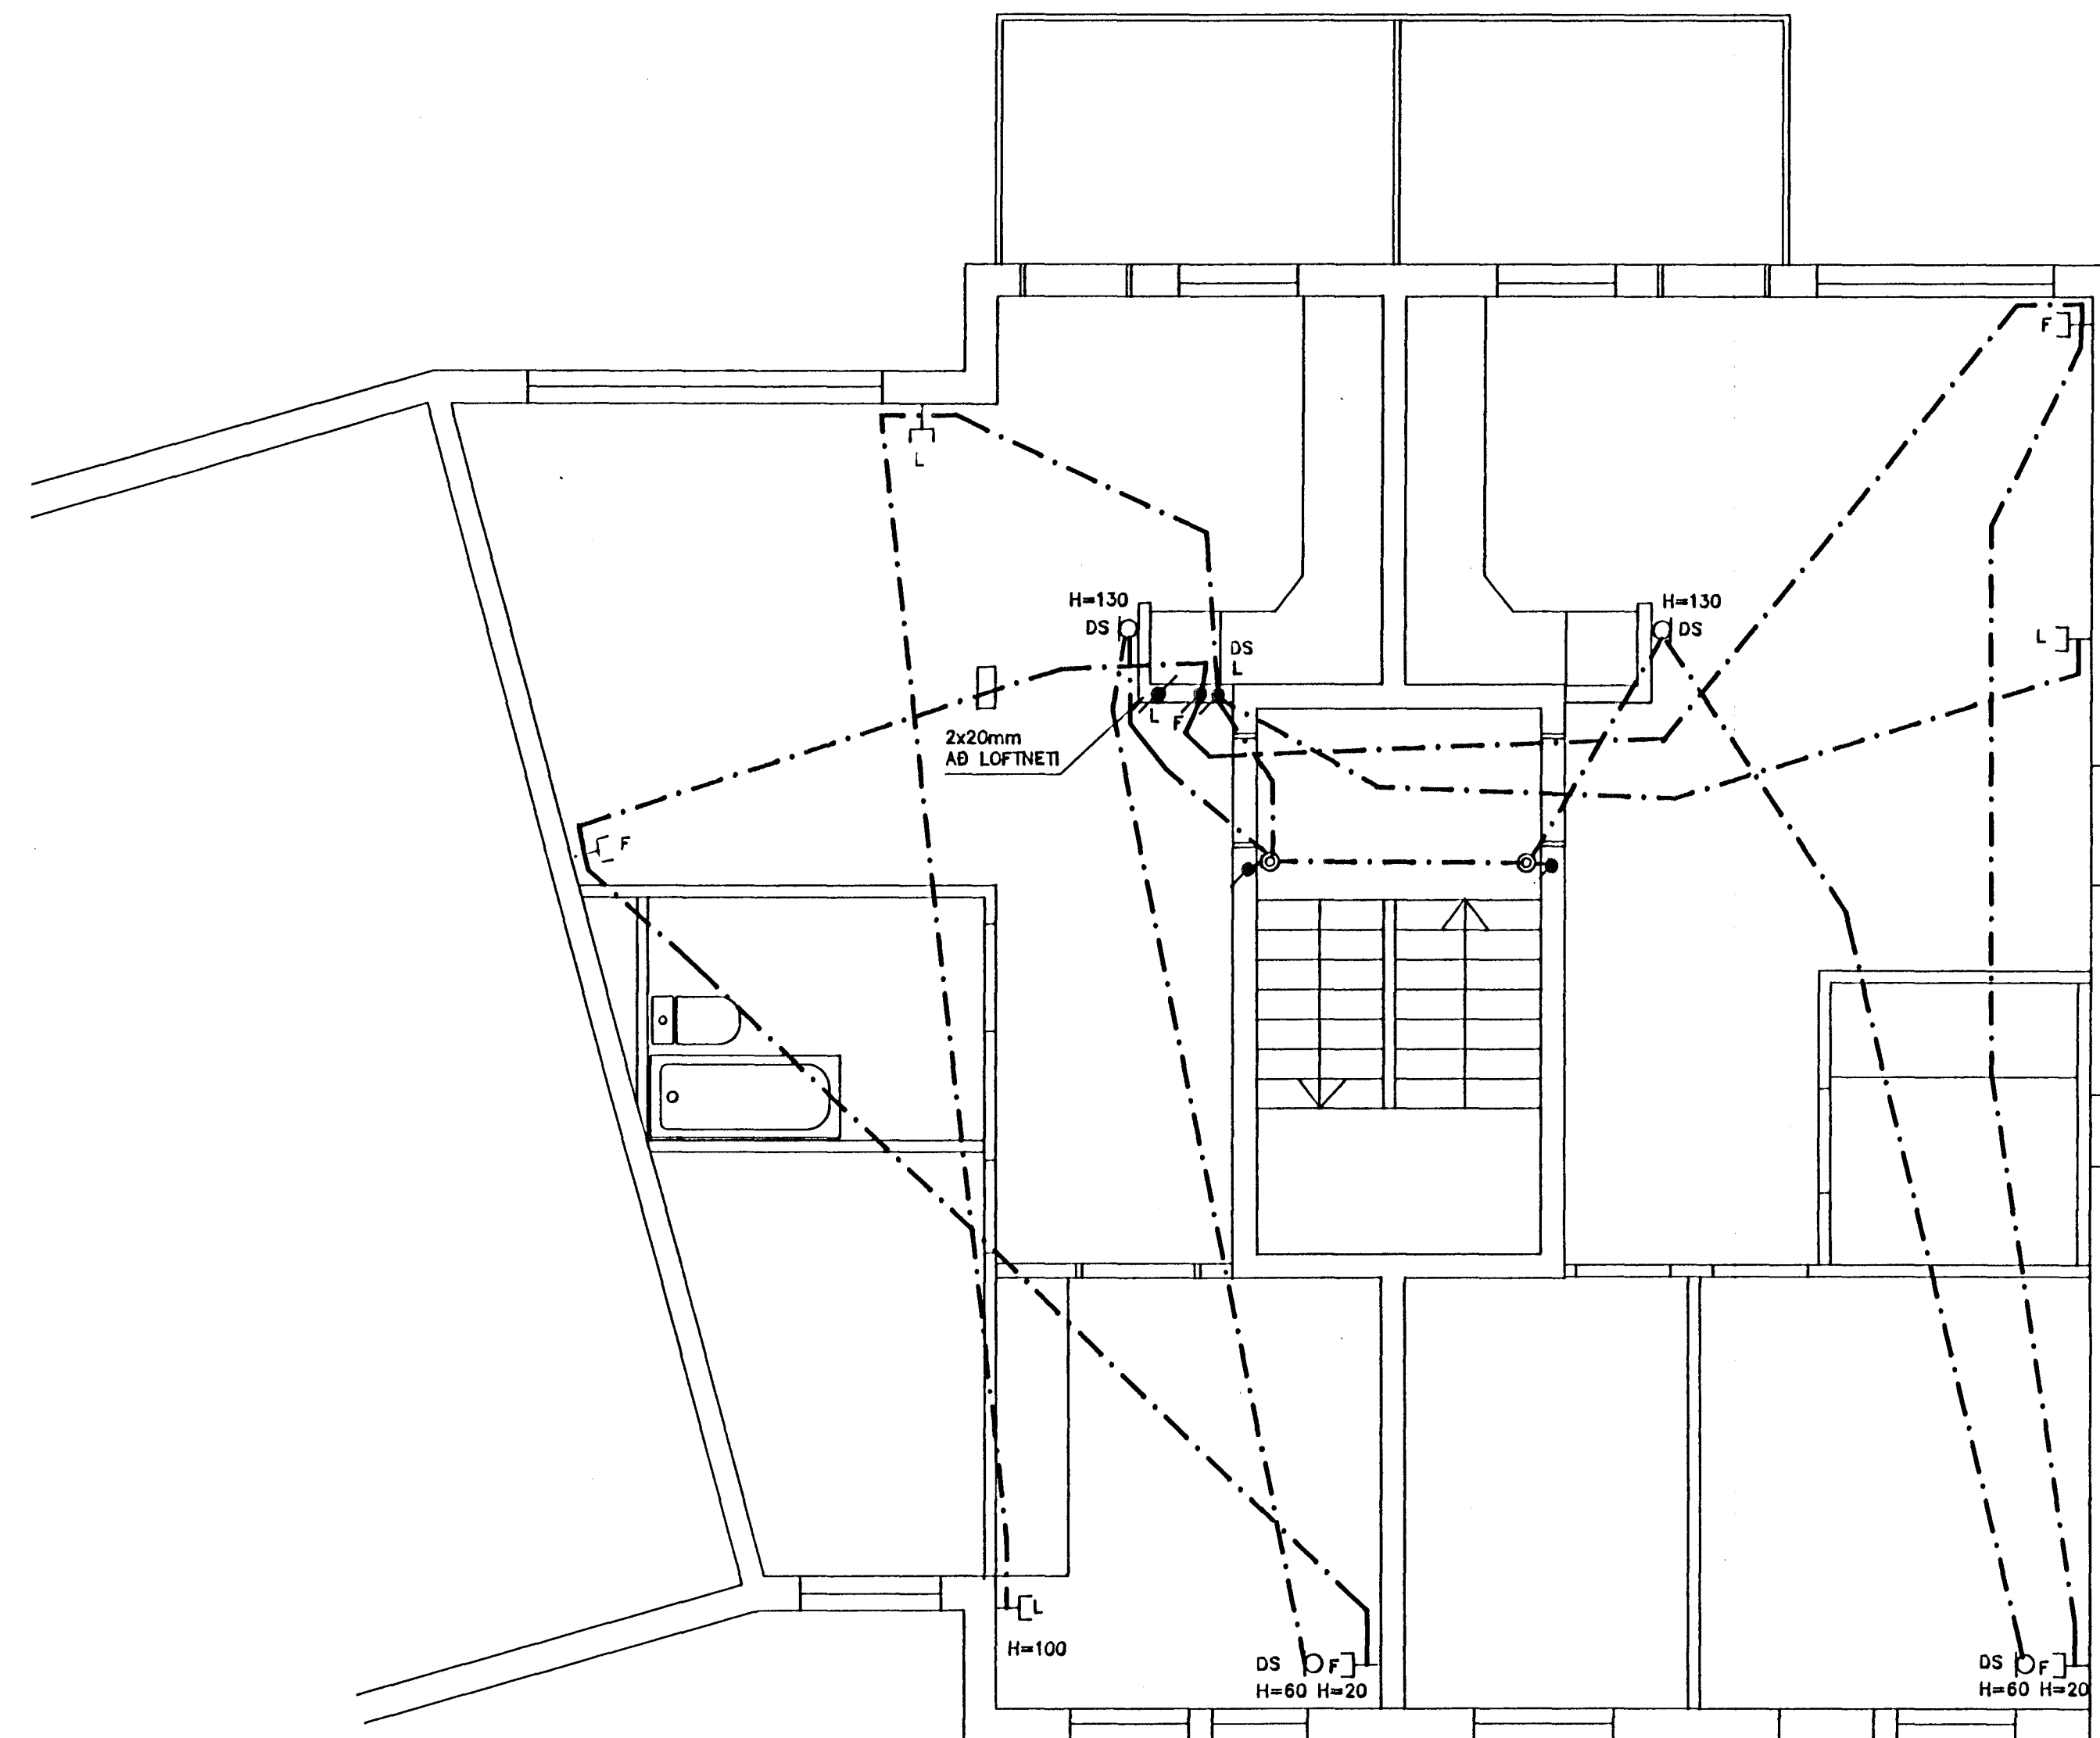 F
L
H=130
DS
H=130
DS
L
DS
L
L
F
2x20mm
AÐ LOFTNETI
F
L
H=100
DS F
H=60 H=20
DS F
H=60 H=20